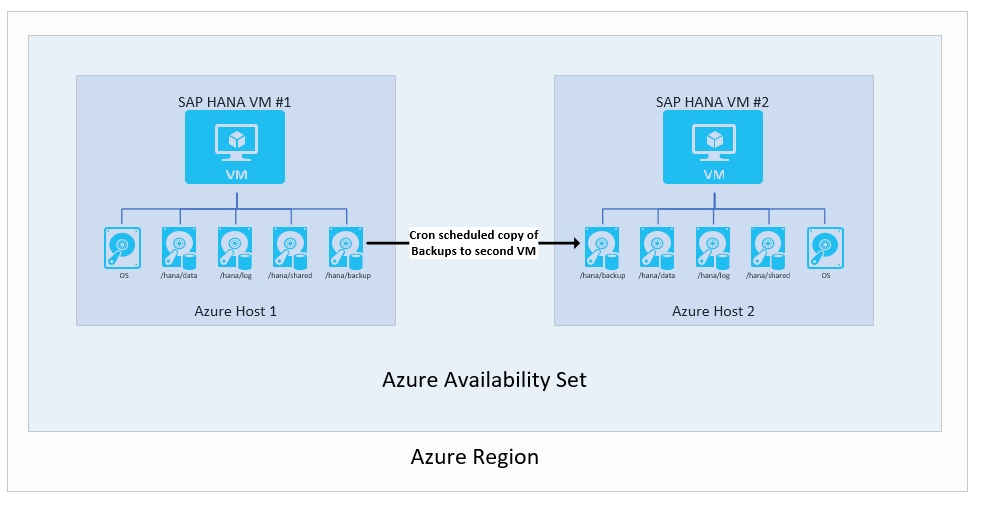 SAP HANA VM #1
VM
OS
/hana/data
/hana/log
/hana/shared
/hana/backup
Azure Host 1
Cron scheduled copy of
Backups to second VM
SAP HANA VM #2
VM
/hana/backup
/hana/data
/hana/log
/hana/shared
OS
Azure Host 2
Azure Availability Set
Azure Region